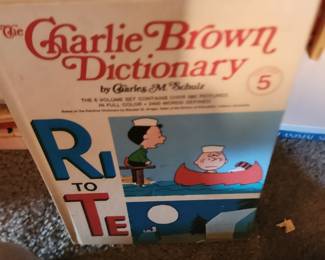 The
Charlie Brown
Dictionary
by Charles M. Schulz
5
THE 6 VOLUME SET CONTAINS OVER 580 PICTURES
IN FULL COLOR • 2400 WORDS DEFINED
RI
TO
TE